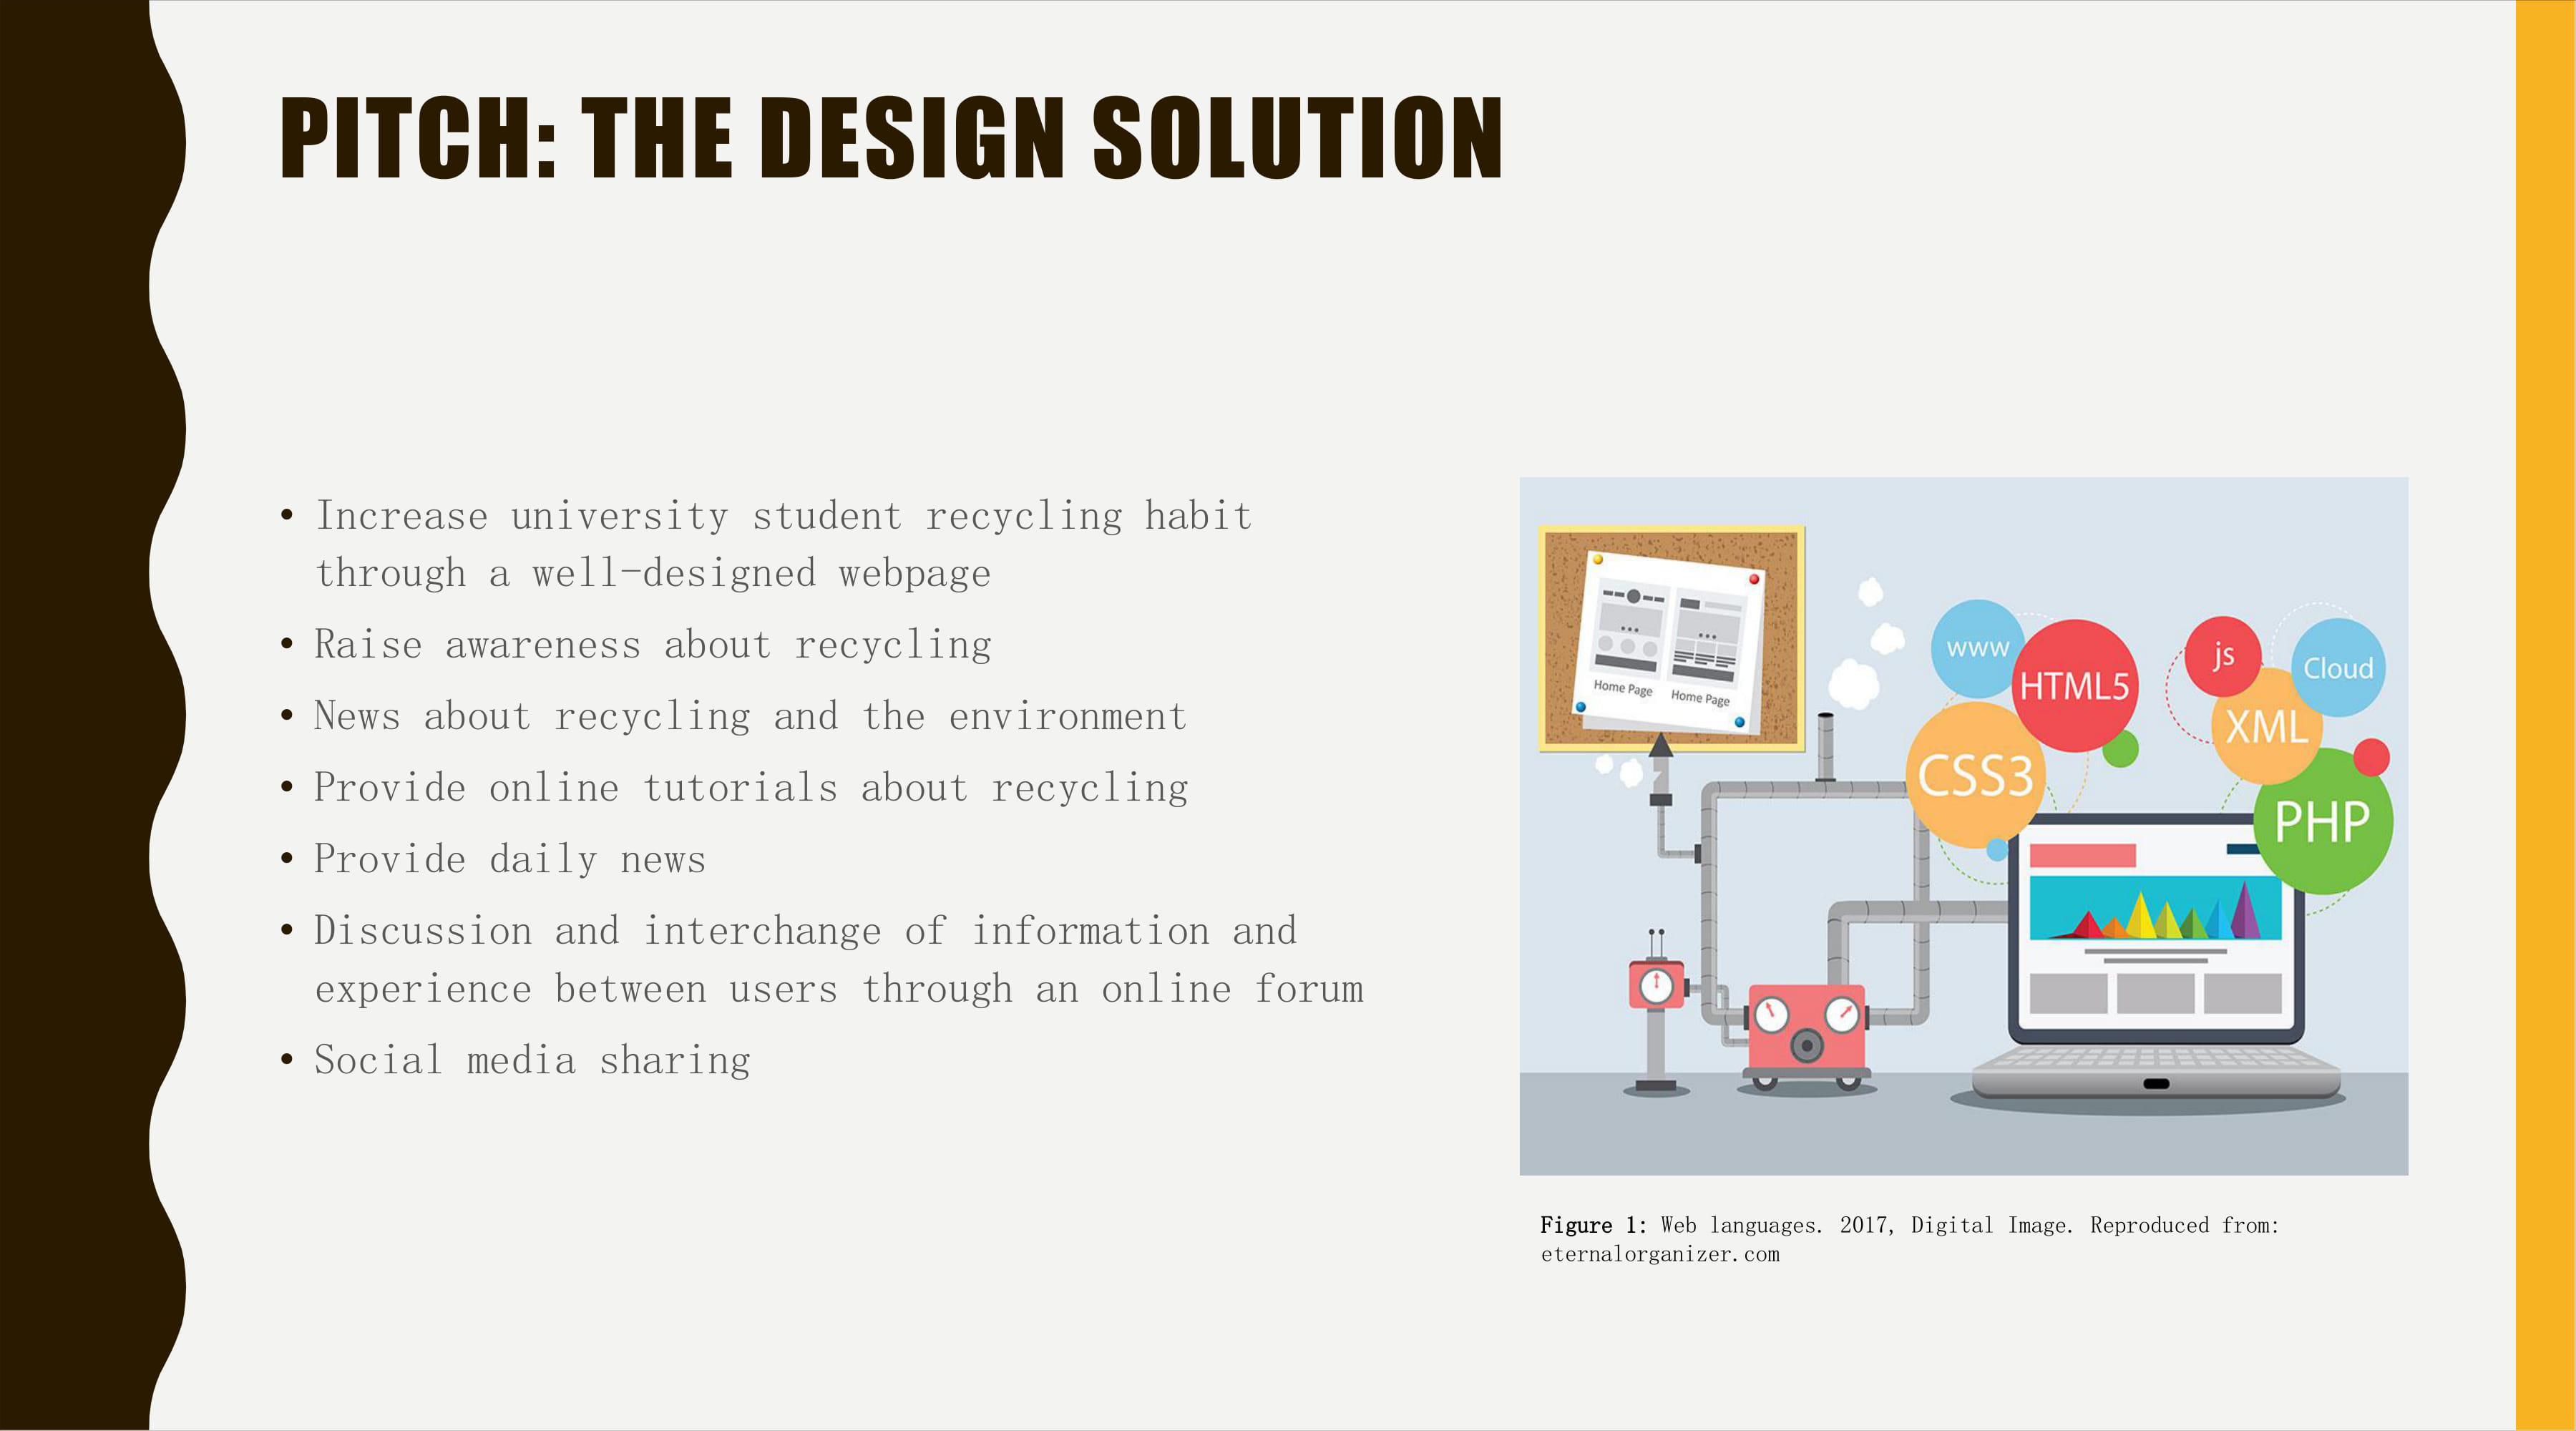 PITCH: THE DESIGN SOLUTION
• Increase university student recycling habit
through a well-designed webpage
• Raise awareness about recycling
• News about recycling and the environment
• Provide online tutorials about recycling
• Provide daily news
• Discussion and interchange of information and
experience between users through an online forum
• Social media sharing
Home Page
Home Page
www
HTML5
CSS3
js
Cloud
XML
PHP
Figure 1: Web languages. 2017, Digital Image. Reproduced from:
eternalorganizer.com